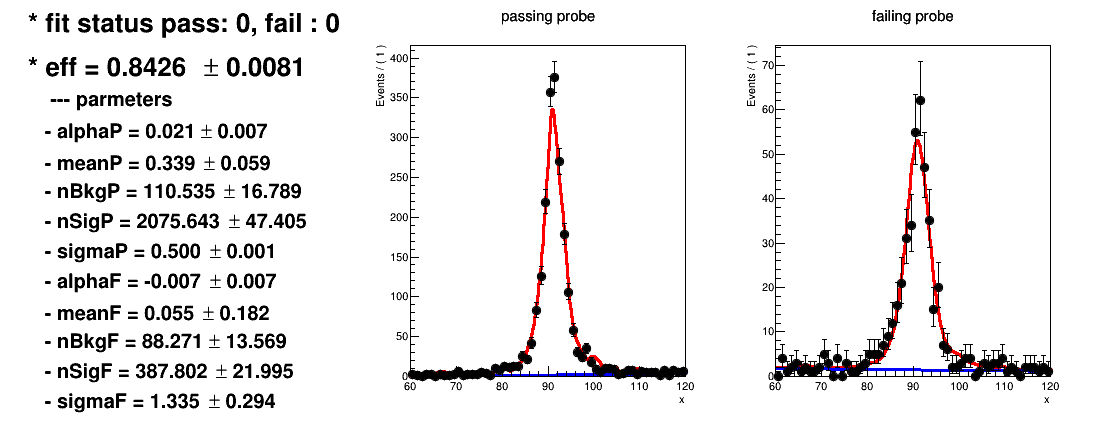 * fit status pass: 0, fail : 0
* eff = 0.8426 ± 0.0081
--- parmeters
- alphaP = 0.021 ± 0.007
- meanP = 0.339 ± 0.059
- nBkgP = 110.535 ± 16.789
- nSigP = 2075.643 ± 47.405
- sigmaP = 0.500 ± 0.001
- alphaF = -0.007 ± 0.007
- meanF = 0.055 ± 0.182
- nBkgF = 88.271 ± 13.569
- nSigF = 387.802 ± 21.995
- sigmaF = 1.335 ± 0.294
passing probe
Events / ( 1 )
400
350
300
250
200
150
100
50
0
60 70 80 90 100 110 120
x
failing probe
Events / ( 1 )
70
60
50
40
30
20
10
0
60 70 80 90 100 110 120
x